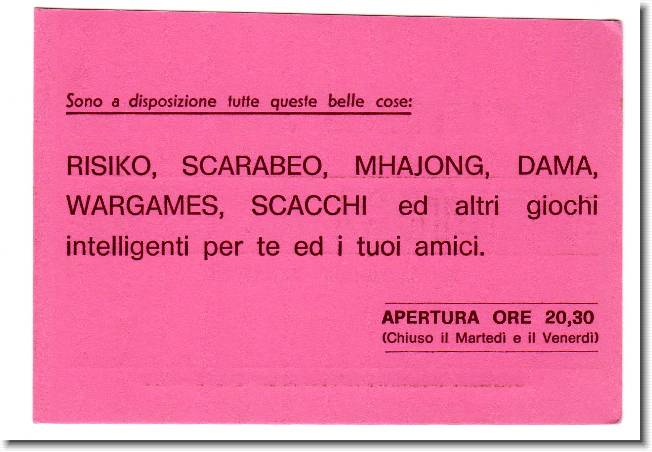 Sono a disposizione tutte queste belle cose:
RISIKO, SCARABEO, MHAJONG, DAMA,
WARGAMES, SCACCHI ed altri giochi
intelligenti per te ed i tuoi amici.
APERTURA ORE 20,30
(Chiuso il Martedì e il Venerdì)